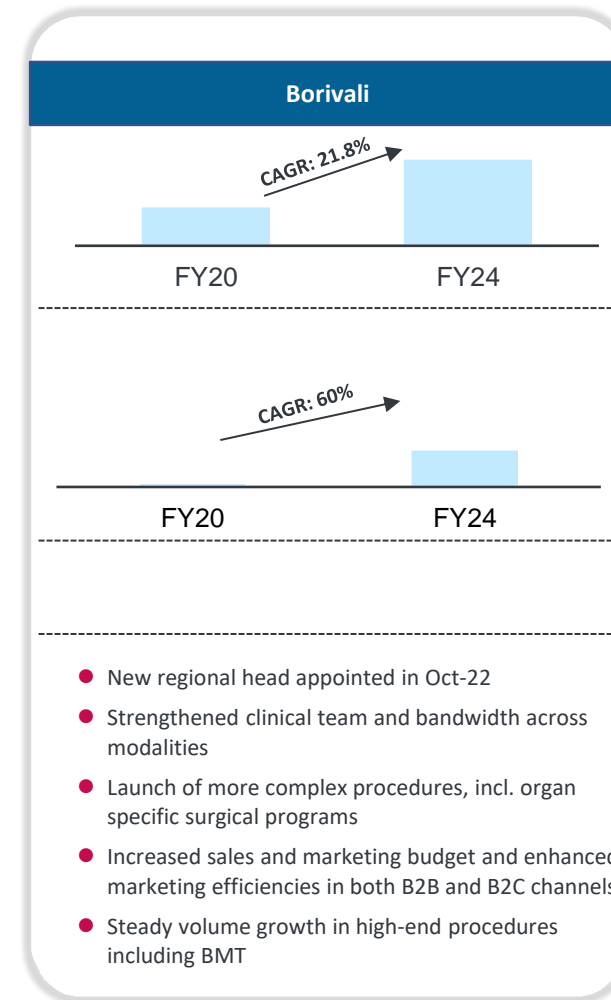 Borivali
CAGR: 21.8%
FY20 FY24
CAGR: 60%
FY20 FY24
New regional head appointed in Oct-22
Strengthened clinical team and bandwidth across
modalities
Launch of more complex procedures, incl. organ
specific surgical programs
Increased sales and marketing budget and enhanced
marketing efficiencies in both B2B and B2C channels
Steady volume growth in high-end procedures
including BMT